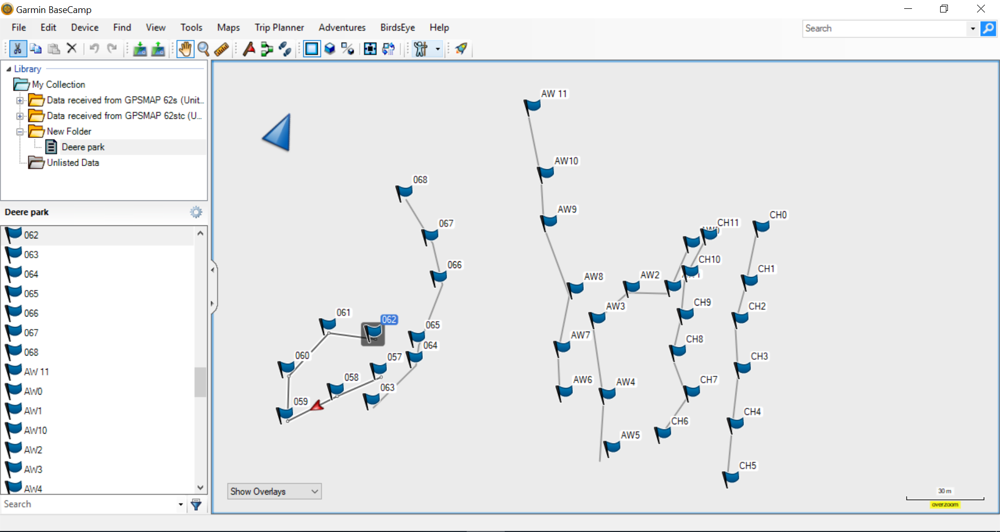 Garmin BaseCamp
File Edit Device Find View Tools Maps Trip Planner Adventures BirdsEye Help
Search
Library
My Collection
Data received from GPSMAP 62s (Unit...
Data received from GPSMAP 62stc (U...
New Folder
Deere park
Unlisted Data
Deere park
062
063
064
065
066
067
068
AW 11
AW0
AW1
AW10
AW2
AW3
AW4
Search
AW 11
AW10
068
AW9
CH0
CH11
067
CH10
066
CH1
AW2
AW8
CH9
AW3
CH2
061
062
065
AW7
CH8
064
060
057
CH3
058
AW6
CH7
AW4
063
059
CH4
CH6
AW5
CH5
Show Overlays
30 m
overzoom